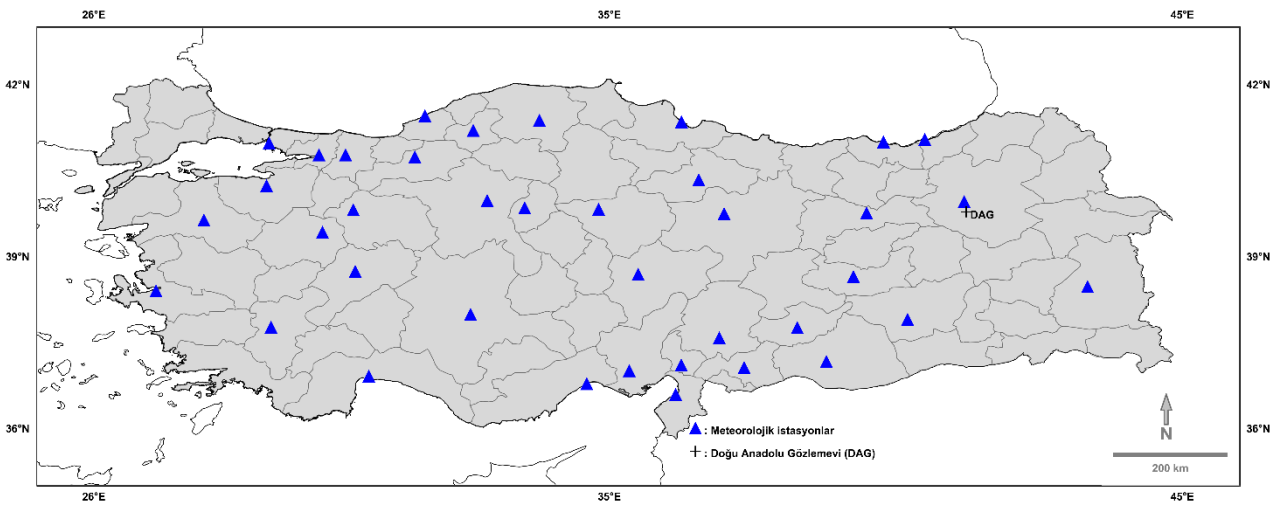 26°E 35°E 45°E
42°N 42°N
DAG
39°N 39°N
36°N 36°N
: Meteorolojik istasyonlar
N
: Doğu Anadolu Gözlemevi (DAG)
200 km
26°E 35°E 45°E